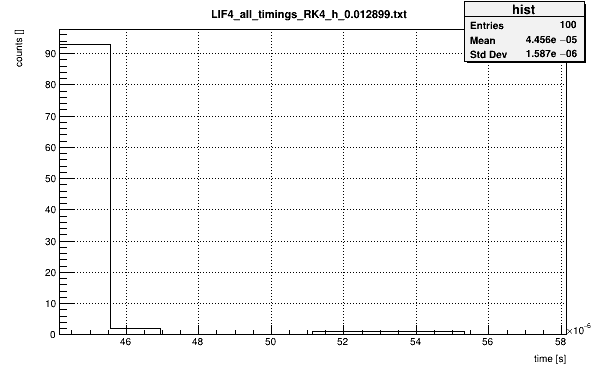 LIF4_all_timings_RK4_h_0.012899.txt
hist
Entries 100
Mean 4.456e −05
Std Dev 1.587e −06
counts []
90
80
70
60
50
40
30
20
10
0
46 48 50 52 54 56 58
×10⁻⁶
time [s]